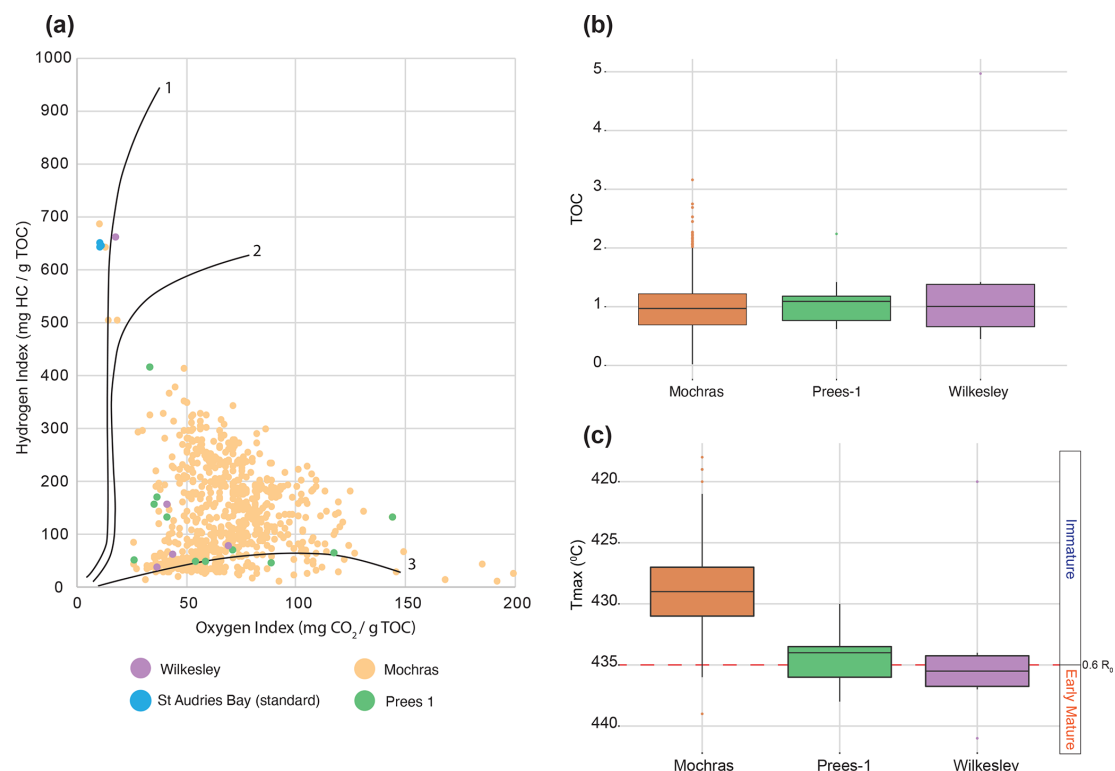 (a)
1000
900
800
700
600
500
400
300
200
100
0
Hydrogen Index (mg HC / g TOC)
1
2
3
0
50
100
150
200
Oxygen Index (mg CO2 / g TOC)
Wilkesley
Mochras
St Audries Bay (standard)
Prees 1
(b)
5
4
3
2
1
0
TOC
Mochras
Prees-1
Wilkesley
(c)
420
425
430
435
440
Tmax (ºC)
Immature
0.6 Ro
Early Mature
Mochras
Prees-1
Wilkesley